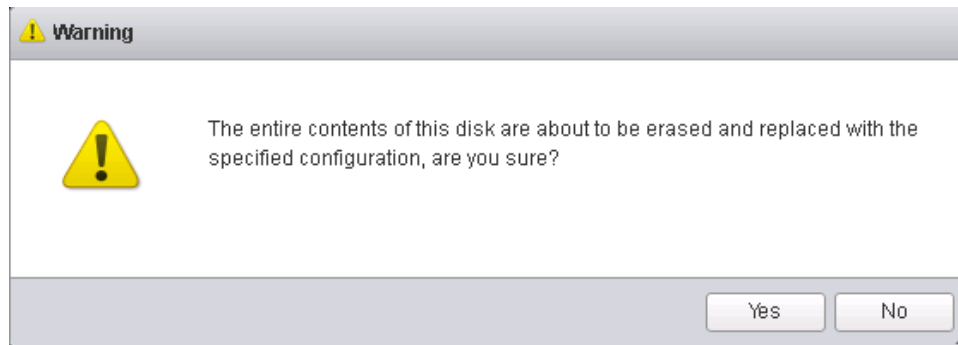 Warning
The entire contents of this disk are about to be erased and replaced with the
specified configuration, are you sure?
Yes No